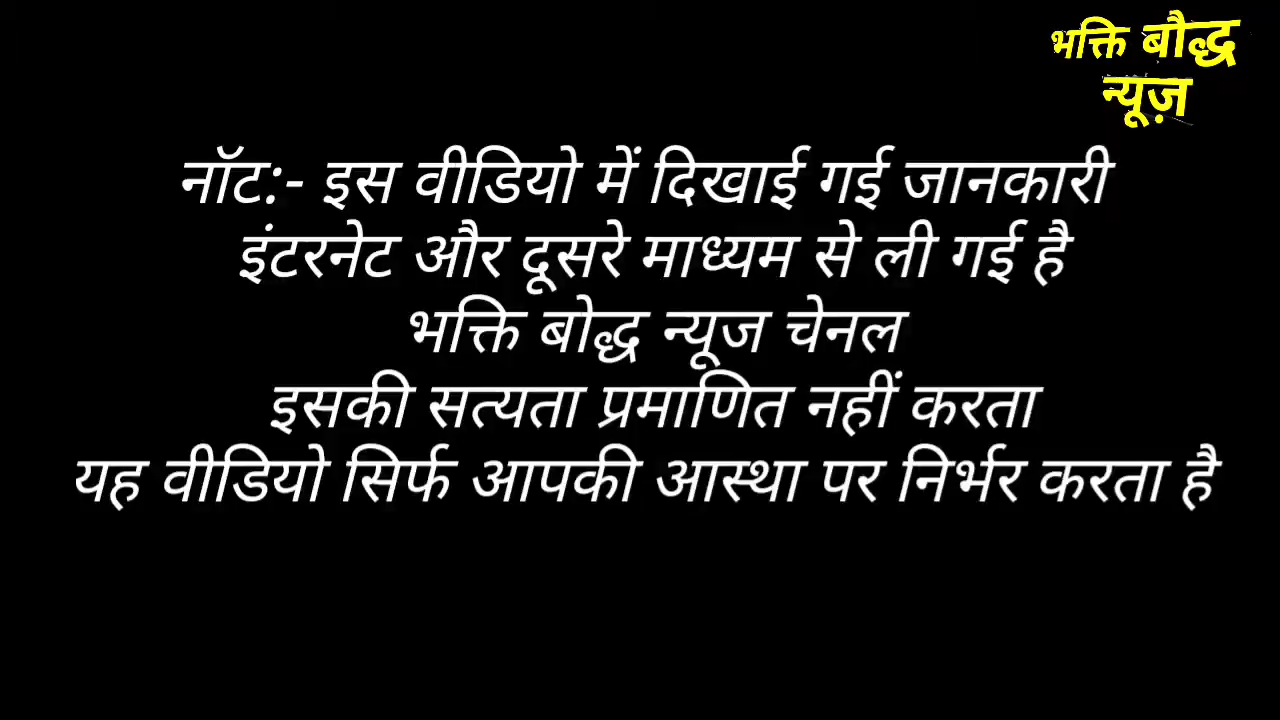 भक्ति बौद्ध
न्यूज़
नॉट:- इस वीडियो में दिखाई गई जानकारी
इंटरनेट और दूसरे माध्यम से ली गई है
भक्ति बोद्ध न्यूज चेनल
इसकी सत्यता प्रमाणित नहीं करता
यह वीडियो सिर्फ आपकी आस्था पर निर्भर करता है